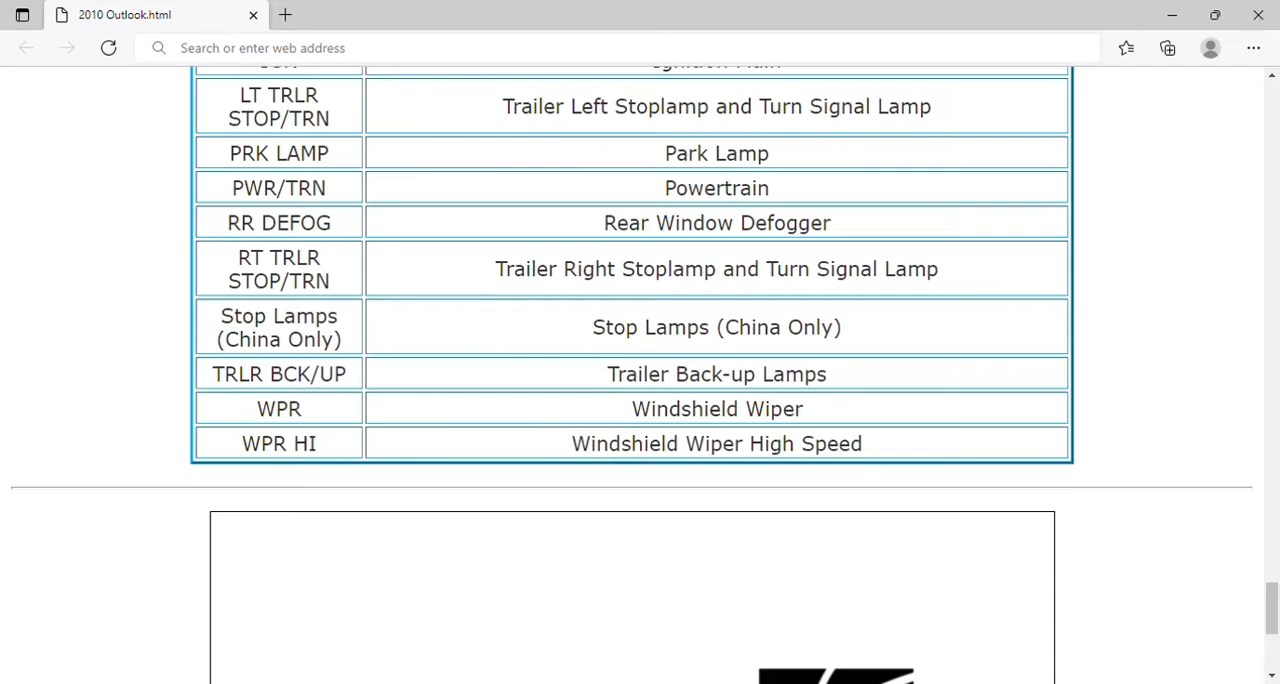 2010 Outlook.html
Search or enter web address
LT TRLR
STOP/TRN
Trailer Left Stoplamp and Turn Signal Lamp
PRK LAMP
Park Lamp
PWR/TRN
Powertrain
RR DEFOG
Rear Window Defogger
RT TRLR
STOP/TRN
Trailer Right Stoplamp and Turn Signal Lamp
Stop Lamps
(China Only)
Stop Lamps (China Only)
TRLR BCK/UP
Trailer Back-up Lamps
WPR
Windshield Wiper
WPR HI
Windshield Wiper High Speed